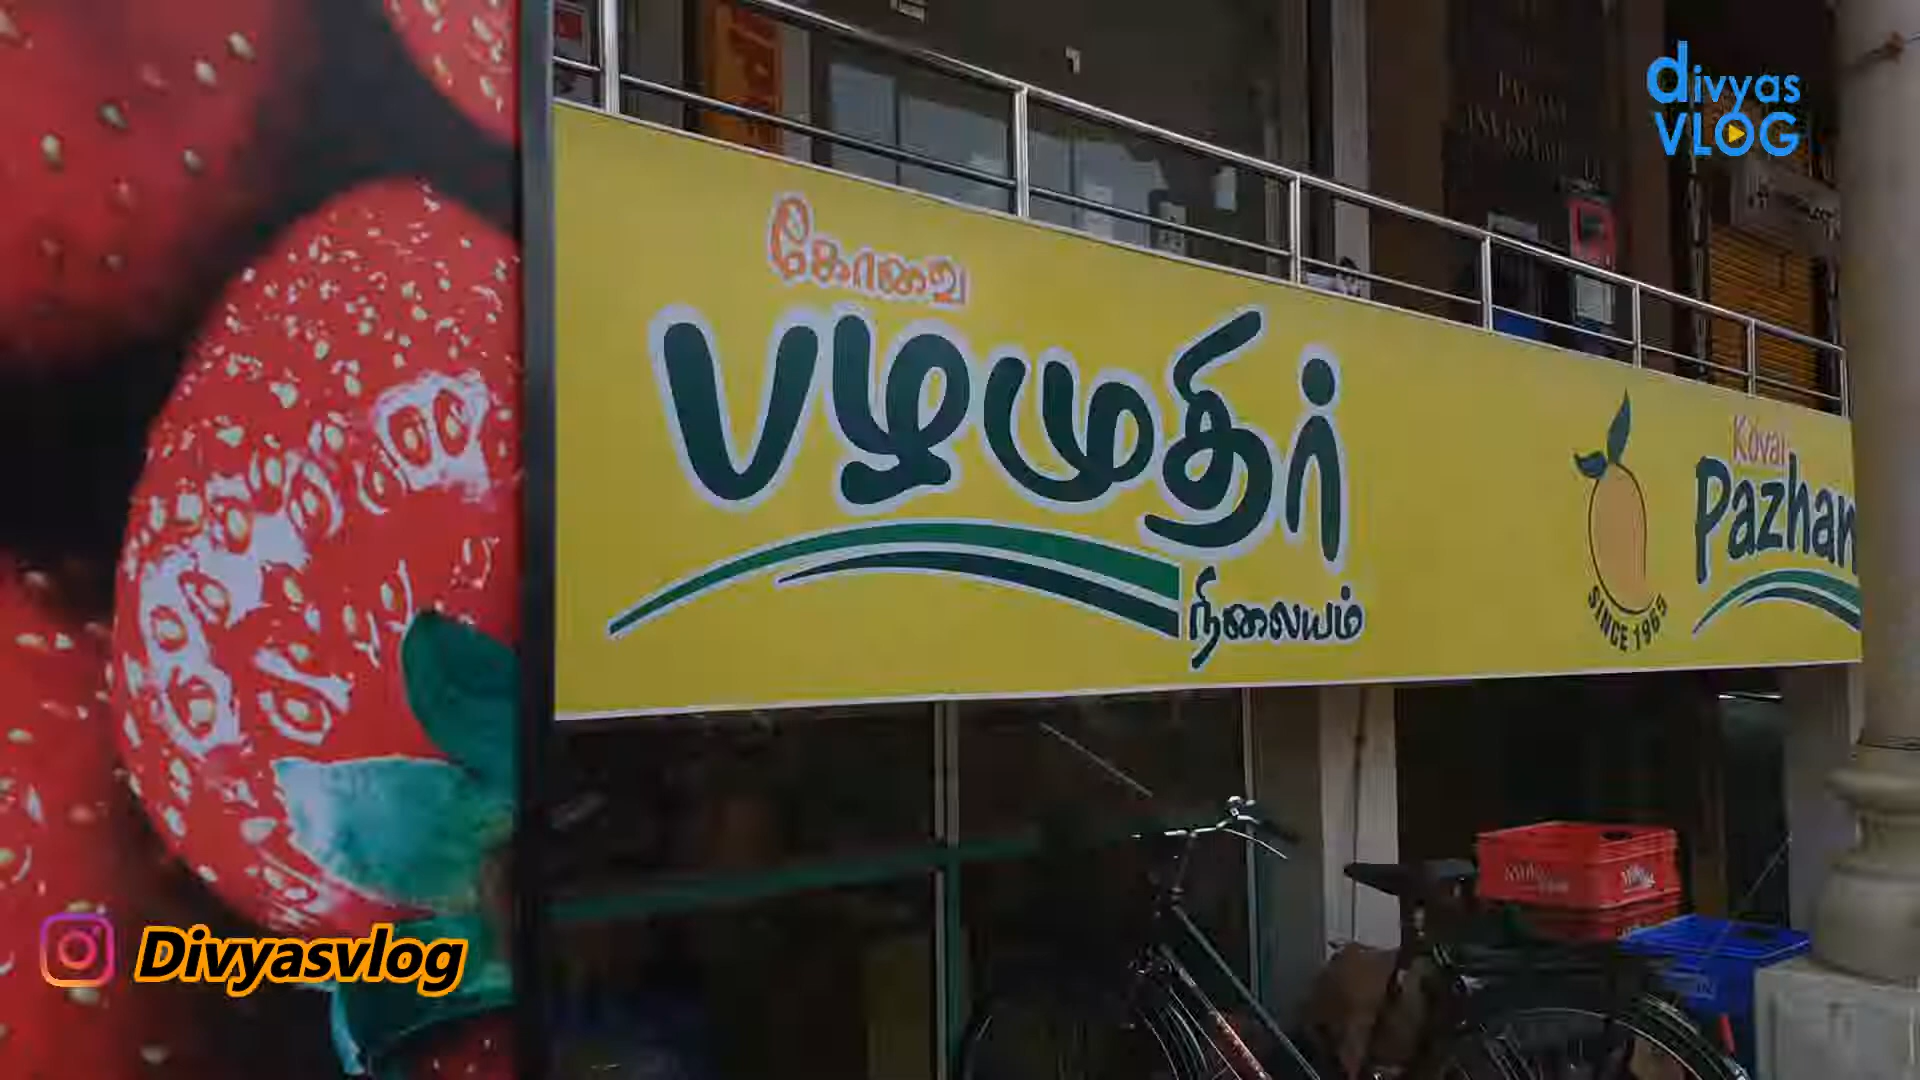 divyas
VLOG
கோவை
பழமுதிர்
நிலையம்
SINCE 1965
Kovai
Pazham
Divyasvlog